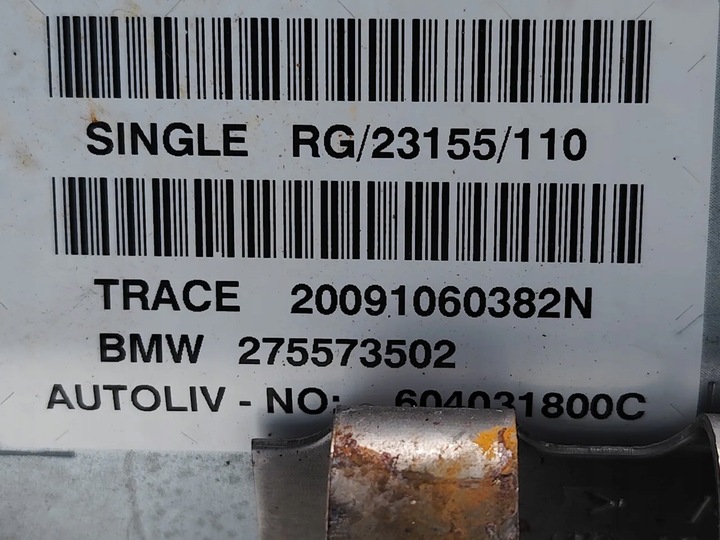 SINGLE RG/23155/110
TRACE 20091060382N
BMW 275573502
AUTOLIV - NO: 604031800C